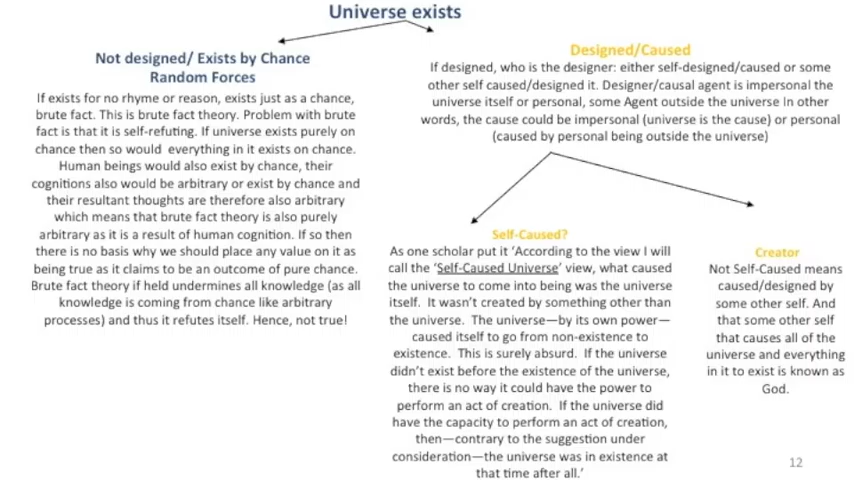 Universe exists
Not designed/ Exists by Chance
Random Forces
If exists for no rhyme or reason, exists just as a chance,
brute fact. This is brute fact theory. Problem with brute
fact is that it is self-refuting. If universe exists purely on
chance then so would everything in it exists on chance.
Human beings would also exist by chance, their
cognitions also would be arbitrary or exist by chance and
their resultant thoughts are therefore also arbitrary
which means that brute fact theory is also purely
arbitrary as it is a result of human cognition. If so then
there is no basis why we should place any value on it as
being true as it claims to be an outcome of pure chance.
Brute fact theory if held undermines all knowledge (as all
knowledge is coming from chance like arbitrary
processes) and thus it refutes itself. Hence, not true!
Designed/Caused
If designed, who is the designer: either self-designed/caused or some
other self caused/designed it. Designer/causal agent is impersonal the
universe itself or personal, some Agent outside the universe In other
words, the cause could be impersonal (universe is the cause) or personal
(caused by personal being outside the universe)
Self-Caused?
As one scholar put it ‘According to the view I will
call the ‘Self-Caused Universe’ view, what caused
the universe to come into being was the universe
itself. It wasn’t created by something other than
the universe. The universe—by its own power—
caused itself to go from non-existence to
existence. This is surely absurd. If the universe
didn’t exist before the existence of the universe,
there is no way it could have the power to
perform an act of creation. If the universe did
have the capacity to perform an act of creation,
then—contrary to the suggestion under
consideration—the universe was in existence at
that time after all.’
Creator
Not Self-Caused means
caused/designed by
some other self. And
that some other self
that causes all of the
universe and everything
in it to exist is known as
God.
12